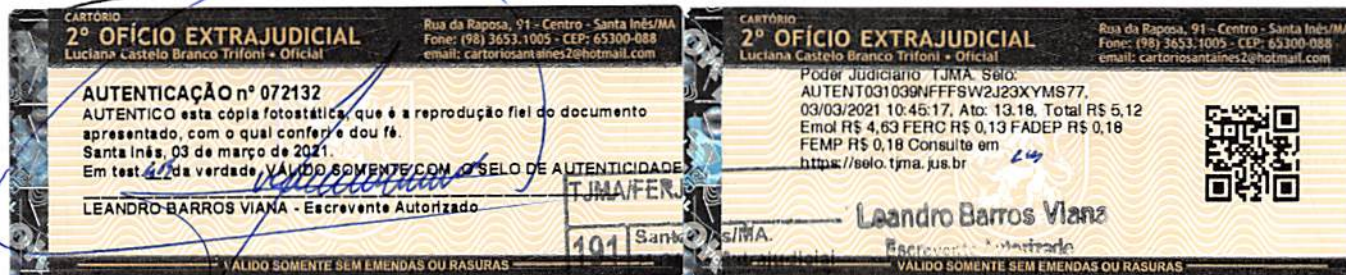 CARTÓRIO
2º OFÍCIO EXTRAJUDICIAL
Luciana Castelo Branco Trifoni • Oficial
Rua da Raposa, 91 - Centro - Santa Inês/MA
Fone: (98) 3653.1005 - CEP: 65300-088
email: cartoriosantaines2@hotmail.com
AUTENTICAÇÃO nº 072132
AUTENTICO esta cópia fotostática, que é a reprodução fiel do documento
apresentado, com o qual conferi e dou fé.
Santa Inês, 03 de março de 2021.
Em test. da verdade, VÁLIDO SOMENTE COM O SELO DE AUTENTICIDADE
LEANDRO BARROS VIANA - Escrevente Autorizado
TJMA/FERJ
191
VÁLIDO SOMENTE SEM EMENDAS OU RASURAS
CARTÓRIO
2º OFÍCIO EXTRAJUDICIAL
Luciana Castelo Branco Trifoni • Oficial
Rua da Raposa, 91 - Centro - Santa Inês/MA
Fone: (98) 3653.1005 - CEP: 65300-088
email: cartoriosantaines2@hotmail.com
Poder Judiciário TJMA. Selo:
AUTENT031039NFFFSW2J23XYMS77,
03/03/2021 10:45:17, Ato: 13.18, Total R$ 5,12
Emol R$ 4,63 FERC R$ 0,13 FADEP R$ 0,18
FEMP R$ 0,18 Consulte em
https://selo.tjma.jus.br
Leandro Barros Viana
Escrevente Autorizado
s/MA.
VÁLIDO SOMENTE SEM EMENDAS OU RASURAS